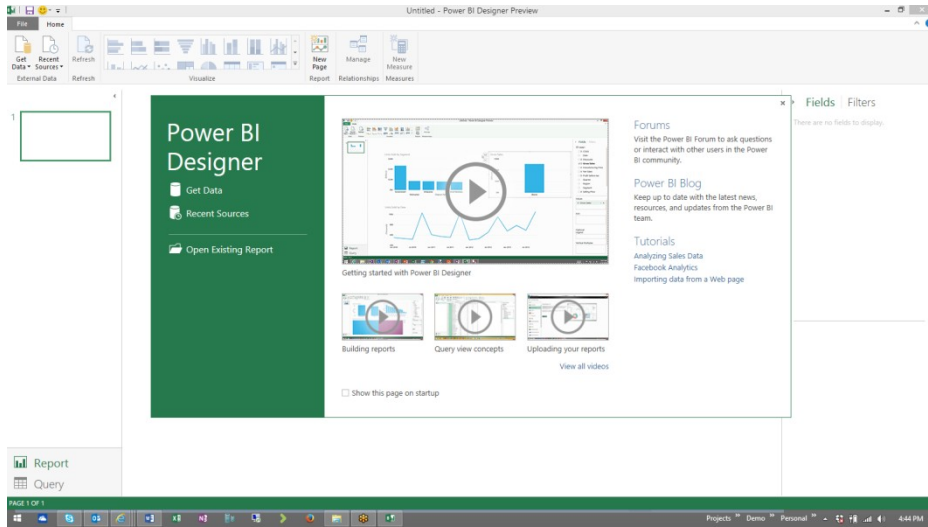 Untitled - Power BI Designer Preview
File Home
Get Data
Recent Sources
Refresh
New Page
Manage
New Measure
External Data
Refresh
Visualize
Report
Relationships
Measures
1
Power BI Designer
Get Data
Recent Sources
Open Existing Report
Getting started with Power BI Designer
Building reports
Query view concepts
Uploading your reports
View all videos
Show this page on startup
Forums
Visit the Power BI Forum to ask questions
or interact with other users in the Power
BI community.
Power BI Blog
Keep up to date with the latest news,
resources, and updates from the Power BI
team.
Tutorials
Analyzing Sales Data
Facebook Analytics
Importing data from a Web page
Fields Filters
There are no fields to display.
Report
Query
PAGE 1 OF 1
Projects Demo Personal 4:44 PM